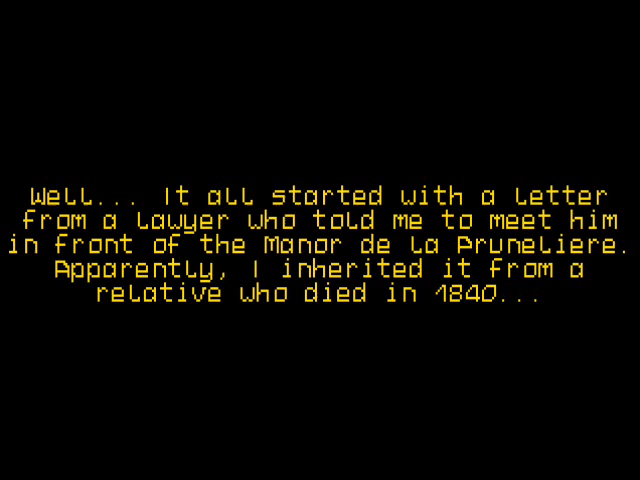 Well... It all started with a letter
from a lawyer who told me to meet him
in front of the Manor de la Pruneliere.
Apparently, I inherited it from a
relative who died in 1840...